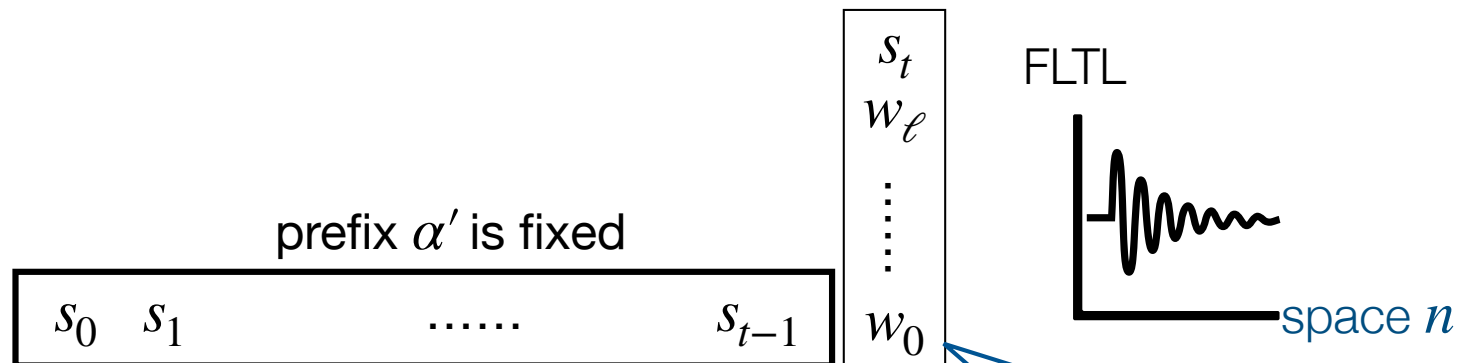 s_t
w_ℓ
⋮
prefix α′ is fixed
s_0 s_1 ...... s_{t−1}
w_0
FLTL
space n